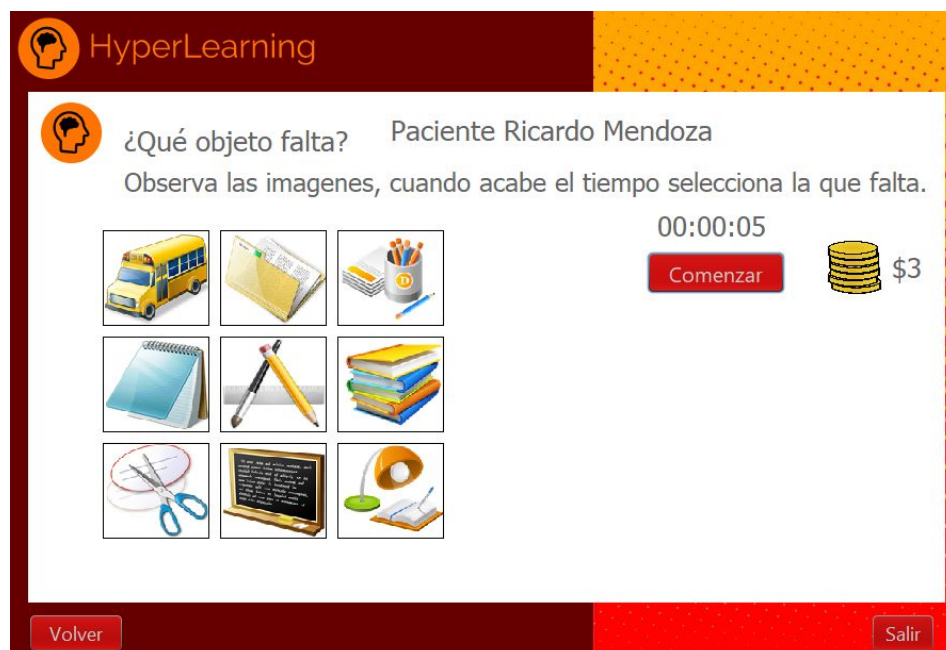 HyperLearning
¿Qué objeto falta?
Paciente Ricardo Mendoza
Observa las imagenes, cuando acabe el tiempo selecciona la que falta.
00:00:05
Comenzar
$3
D
Volver
Salir